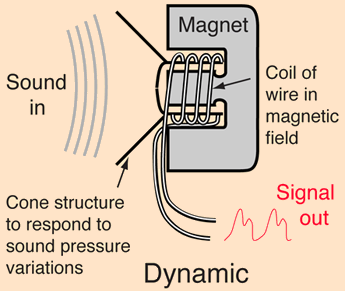 Magnet
Sound
in
Coil of
wire in
magnetic
field
Signal
out
Cone structure
to respond to
sound pressure
variations
Dynamic